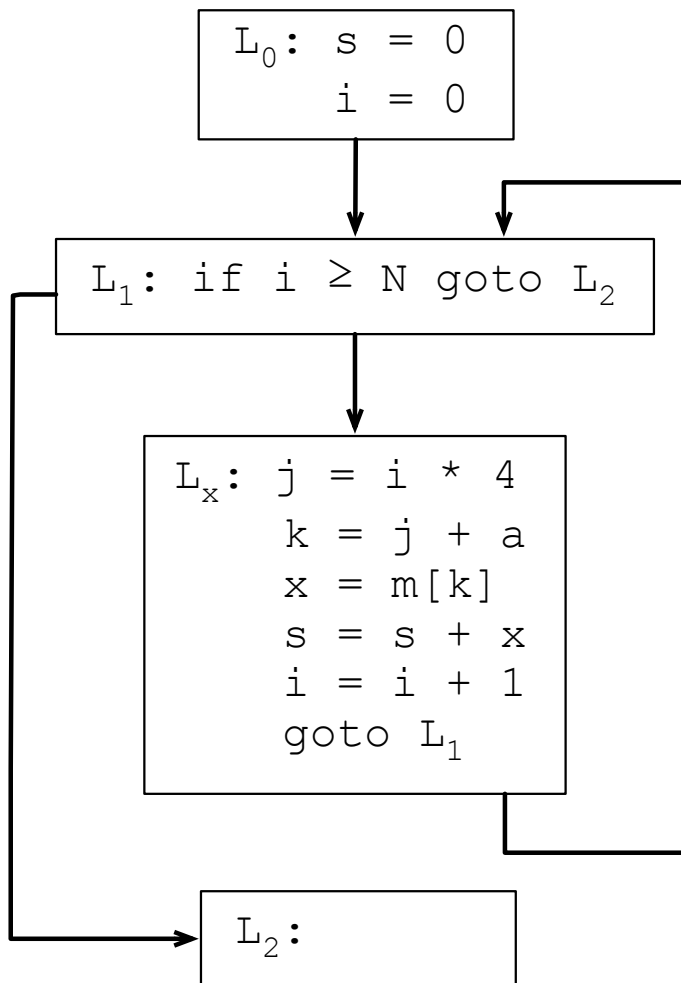 L₀: s = 0
i = 0
L₁: if i ≥ N goto L₂
Lₓ: j = i * 4
k = j + a
x = m[k]
s = s + x
i = i + 1
goto L₁
L₂: